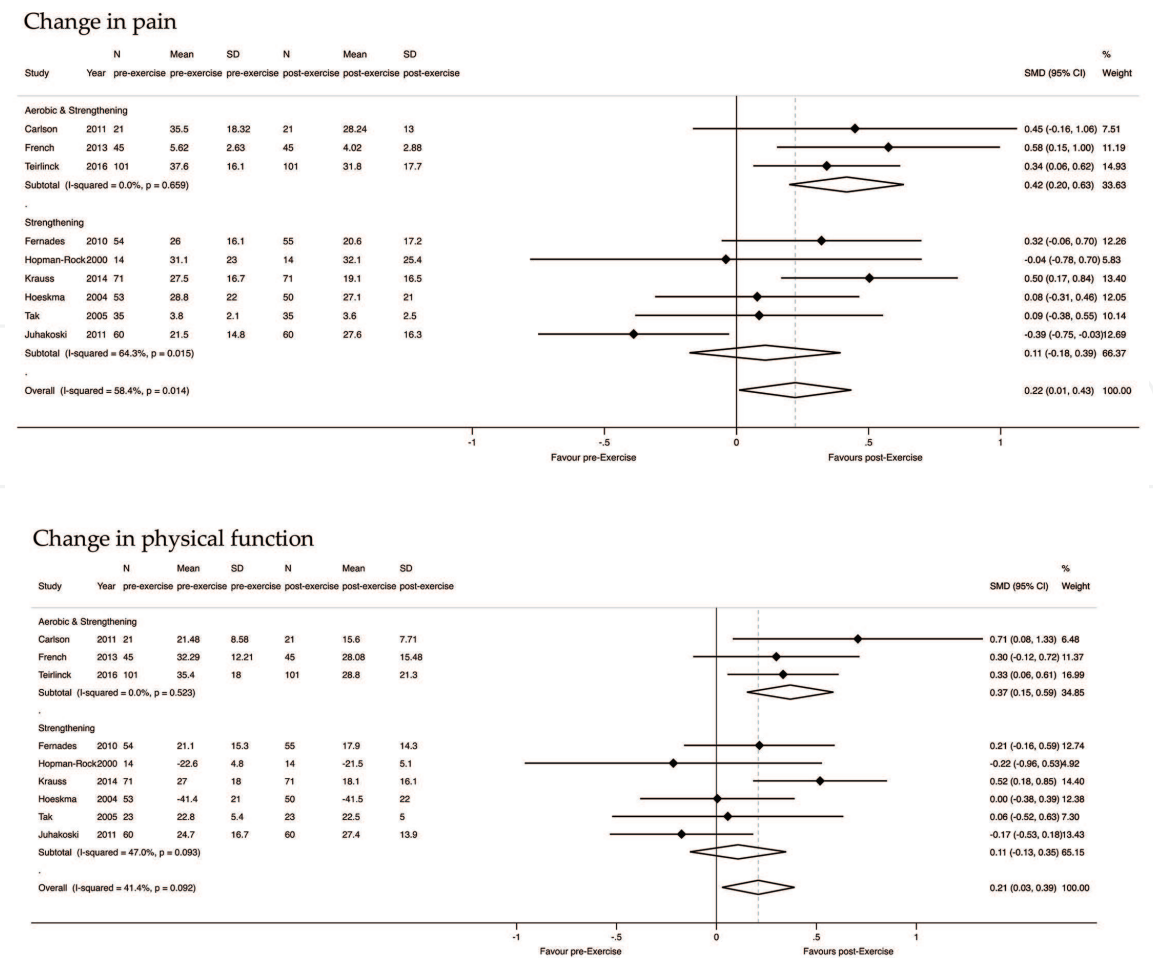 Change in pain
N Mean SD N Mean SD %
Study Year pre-exercise pre-exercise pre-exercise post-exercise post-exercise post-exercise SMD (95% CI) Weight
Aerobic & Strengthening
Carlson 2011 21 35.5 18.32 21 28.24 13 0.45 (-0.16, 1.06) 7.51
French 2013 45 5.62 2.63 45 4.02 2.88 0.58 (0.15, 1.00) 11.19
Teirlinck 2016 101 37.6 16.1 101 31.8 17.7 0.34 (0.06, 0.62) 14.93
Subtotal (I-squared = 0.0%, p = 0.659) 0.42 (0.20, 0.63) 33.63
.
Strengthening
Fernades 2010 54 26 16.1 55 20.6 17.2 0.32 (-0.06, 0.70) 12.26
Hopman-Rock2000 14 31.1 23 14 32.1 25.4 -0.04 (-0.78, 0.70) 5.83
Krauss 2014 71 27.5 16.7 71 19.1 16.5 0.50 (0.17, 0.84) 13.40
Hoeskma 2004 53 28.8 22 50 27.1 21 0.08 (-0.31, 0.46) 12.05
Tak 2005 35 3.8 2.1 35 3.6 2.5 0.09 (-0.38, 0.55) 10.14
Juhakoski 2011 60 21.5 14.8 60 27.6 16.3 -0.39 (-0.75, -0.03)12.69
Subtotal (I-squared = 64.3%, p = 0.015) 0.11 (-0.18, 0.39) 66.37
.
Overall (I-squared = 58.4%, p = 0.014) 0.22 (0.01, 0.43) 100.00
-1 -.5 0 .5 1
Favour pre-Exercise Favours post-Exercise
Change in physical function
N Mean SD N Mean SD %
Study Year pre-exercise pre-exercise pre-exercise post-exercise post-exercise post-exercise SMD (95% CI) Weight
Aerobic & Strengthening
Carlson 2011 21 21.48 8.58 21 15.6 7.71 0.71 (0.08, 1.33) 6.48
French 2013 45 32.29 12.21 45 28.08 15.48 0.30 (-0.12, 0.72) 11.37
Teirlinck 2016 101 35.4 18 101 28.8 21.3 0.33 (0.06, 0.61) 16.99
Subtotal (I-squared = 0.0%, p = 0.523) 0.37 (0.15, 0.59) 34.85
.
Strengthening
Fernades 2010 54 21.1 15.3 55 17.9 14.3 0.21 (-0.16, 0.59) 12.74
Hopman-Rock2000 14 -22.6 4.8 14 -21.5 5.1 -0.22 (-0.96, 0.53)4.92
Krauss 2014 71 27 18 71 18.1 16.1 0.52 (0.18, 0.85) 14.40
Hoeskma 2004 53 -41.4 21 50 -41.5 22 0.00 (-0.38, 0.39) 12.38
Tak 2005 23 22.8 5.4 23 22.5 5 0.06 (-0.52, 0.63) 7.30
Juhakoski 2011 60 24.7 16.7 60 27.4 13.9 -0.17 (-0.53, 0.18)13.43
Subtotal (I-squared = 47.0%, p = 0.093) 0.11 (-0.13, 0.35) 65.15
.
Overall (I-squared = 41.4%, p = 0.092) 0.21 (0.03, 0.39) 100.00
-1 -.5 0 .5 1
Favour pre-Exercise Favours post-Exercise